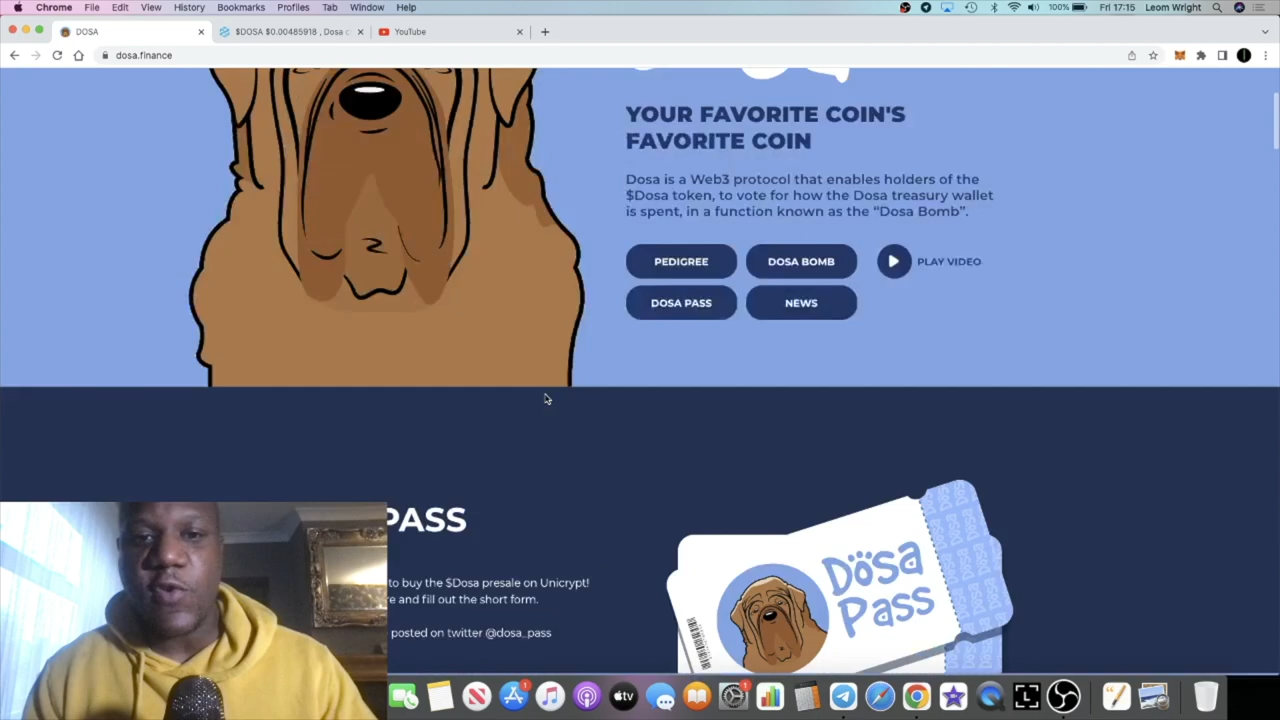 Chrome File Edit View History Bookmarks Profiles Tab Window Help 100% Fri 17:15 Leom Wright
DOSA $DOSA $0.00485918 , Dosa c YouTube
dosa.finance
YOUR FAVORITE COIN'S
FAVORITE COIN
Dosa is a Web3 protocol that enables holders of the
$Dosa token, to vote for how the Dosa treasury wallet
is spent, in a function known as the “Dosa Bomb”.
PEDIGREE DOSA BOMB PLAY VIDEO
DOSA PASS NEWS
PASS
to buy the $Dosa presale on Unicrypt!
e and fill out the short form.
posted on twitter @dosa_pass
Dösa
Pass